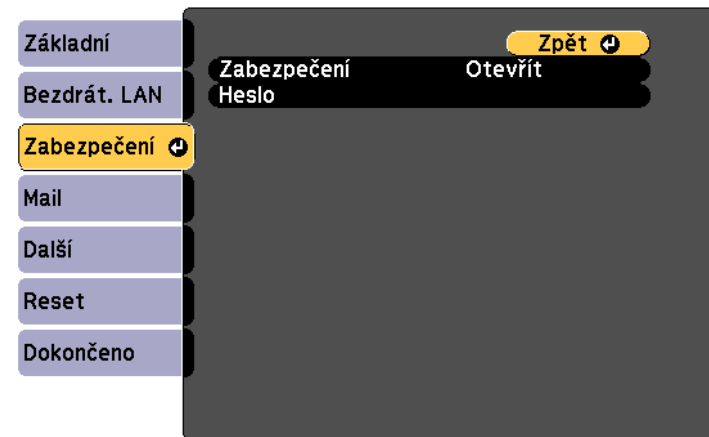 Základní
Bezdrát. LAN
Zabezpečení
Mail
Další
Reset
Dokončeno
Zpět
Zabezpečení Otevřít
Heslo